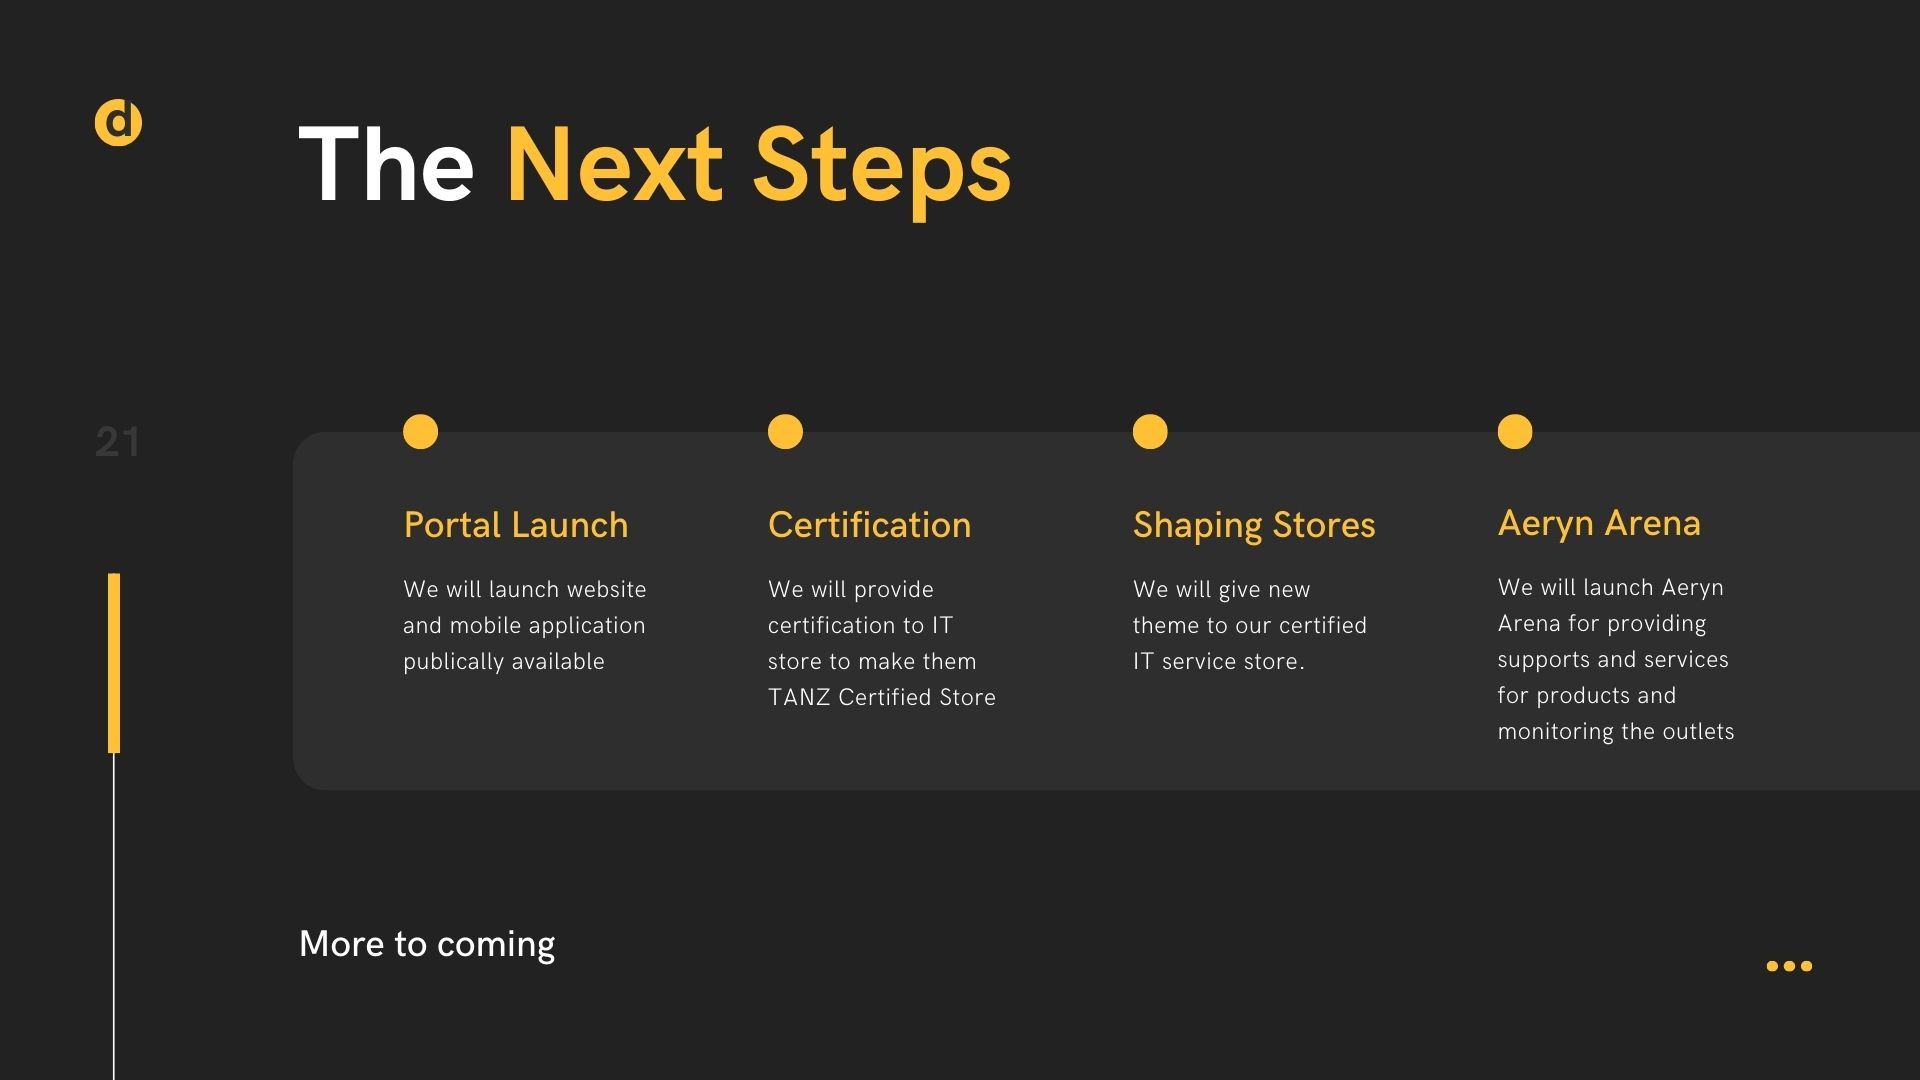 d
The Next Steps
21
Portal Launch
We will launch website
and mobile application
publically available
Certification
We will provide
certification to IT
store to make them
TANZ Certified Store
Shaping Stores
We will give new
theme to our certified
IT service store.
Aeryn Arena
We will launch Aeryn
Arena for providing
supports and services
for products and
monitoring the outlets
More to coming